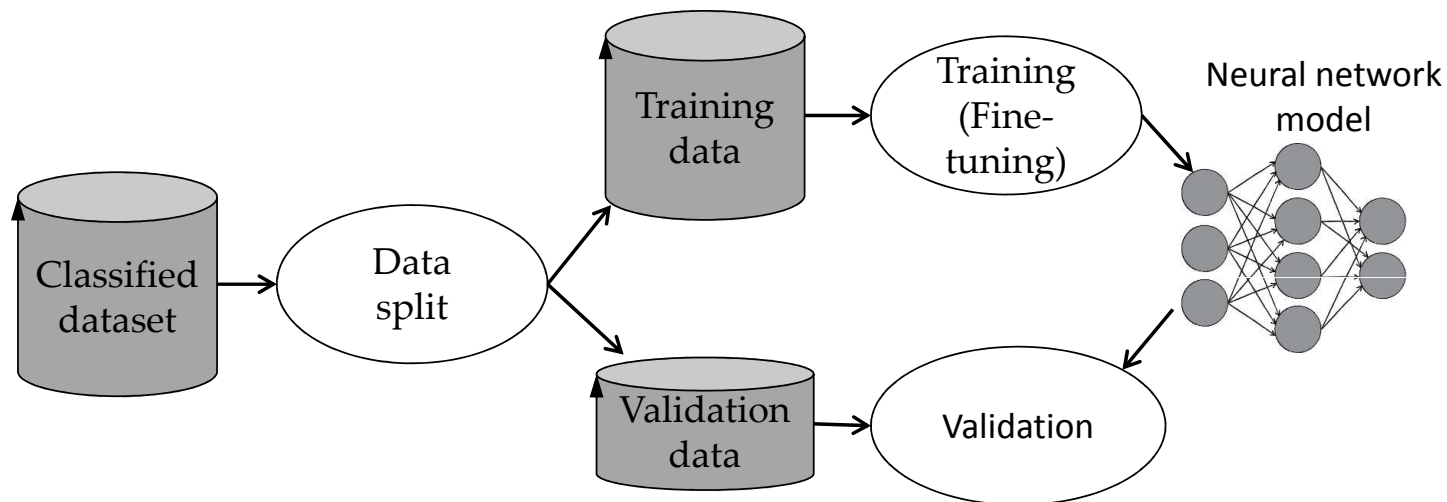 Classified
dataset
Data
split
Training
data
Training
(Fine-
tuning)
Neural network
model
Validation
data
Validation